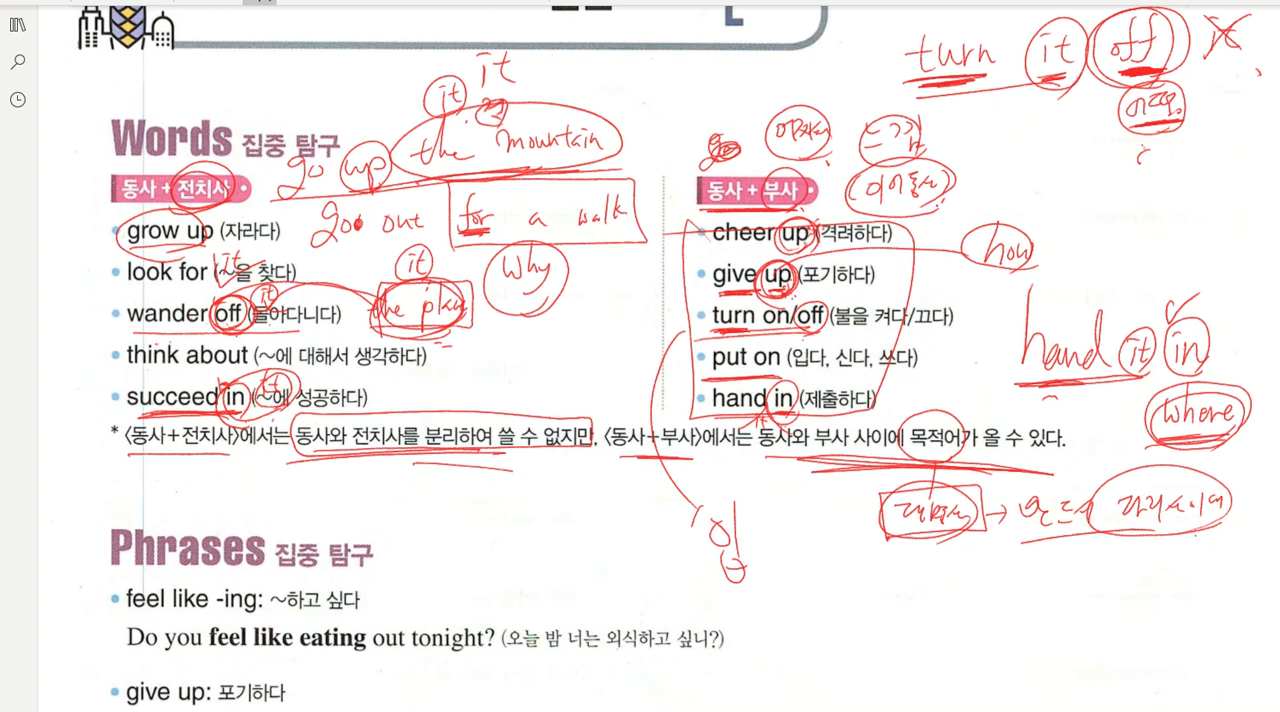 turn it off it
it
it
Words 집중 탐구
go up the mountain
동사 + 전치사
동사 + 부사
go out for a walk
grow up (자라다)
cheer up (격려하다)
how
look for (~을 찾다)
it
why
give up (포기하다)
wander off (돌아다니다)
it
turn on/off (불을 켜다/끄다)
think about (~에 대해서 생각하다)
put on (입다, 신다, 쓰다)
hand it in
succeed in (~에 성공하다)
it
hand in (제출하다)
where
* <동사+전치사>에서는 동사와 전치사를 분리하여 쓸 수 없지만, <동사+부사>에서는 동사와 부사 사이에 목적어가 올 수 있다.
Phrases 집중 탐구
feel like -ing: ~하고 싶다
Do you feel like eating out tonight? (오늘 밤 너는 외식하고 싶니?)
give up: 포기하다